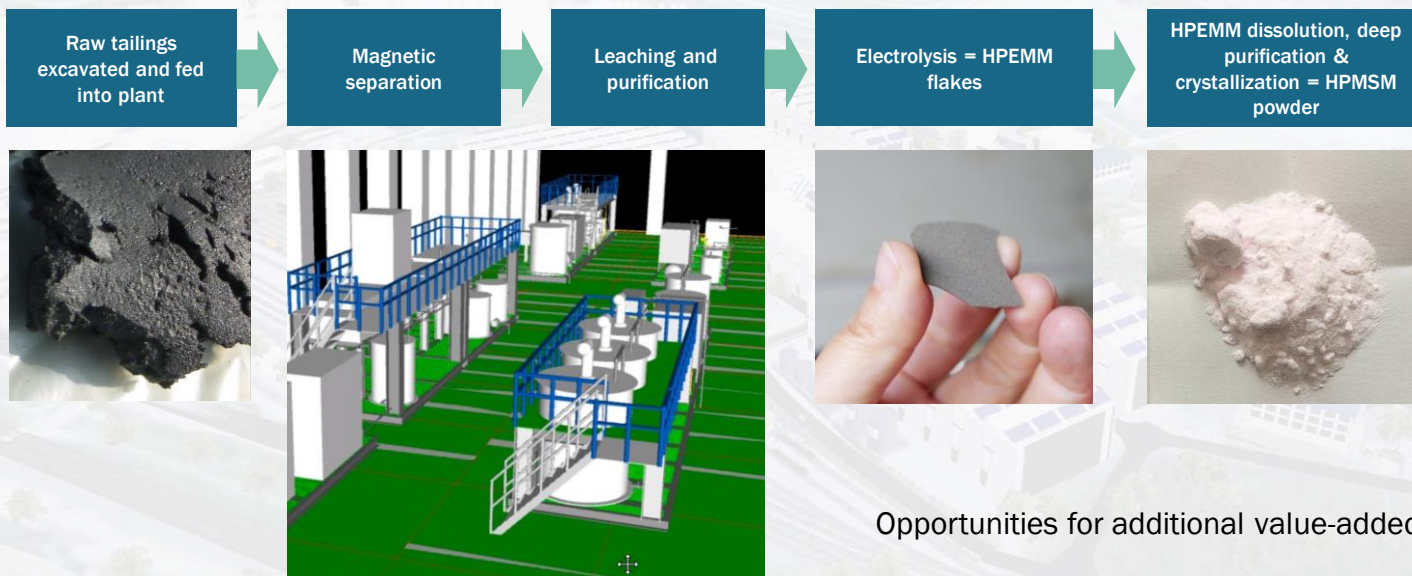 Raw tailings
excavated and fed
into plant
Magnetic
separation
Leaching and
purification
Electrolysis = HPEMM
flakes
HPEMM dissolution, deep
purification &
crystallization = HPMSM
powder
Opportunities for additional value-added